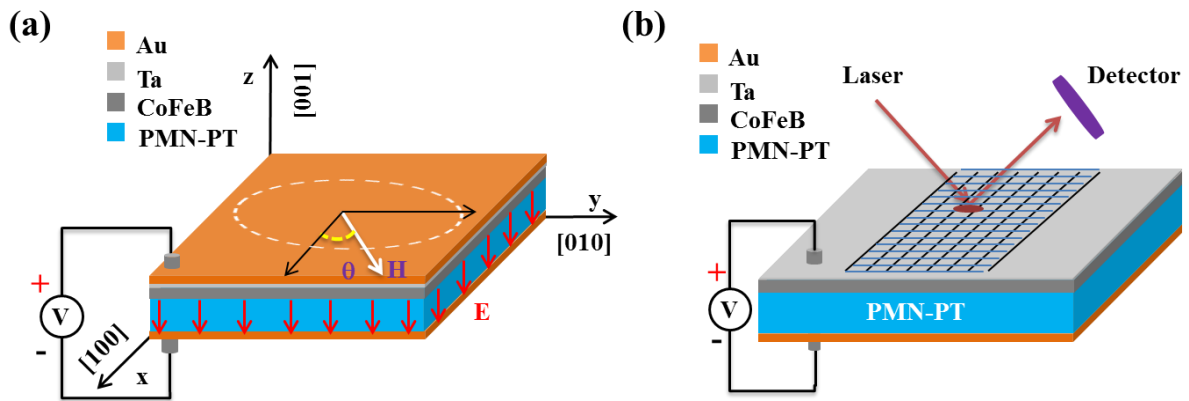 (a)
Au
Ta
CoFeB
PMN-PT
z
[001]
y
[010]
θ
H
E
+
V
-
[100]
x
(b)
Au
Ta
CoFeB
PMN-PT
Laser
Detector
+
V
-
PMN-PT